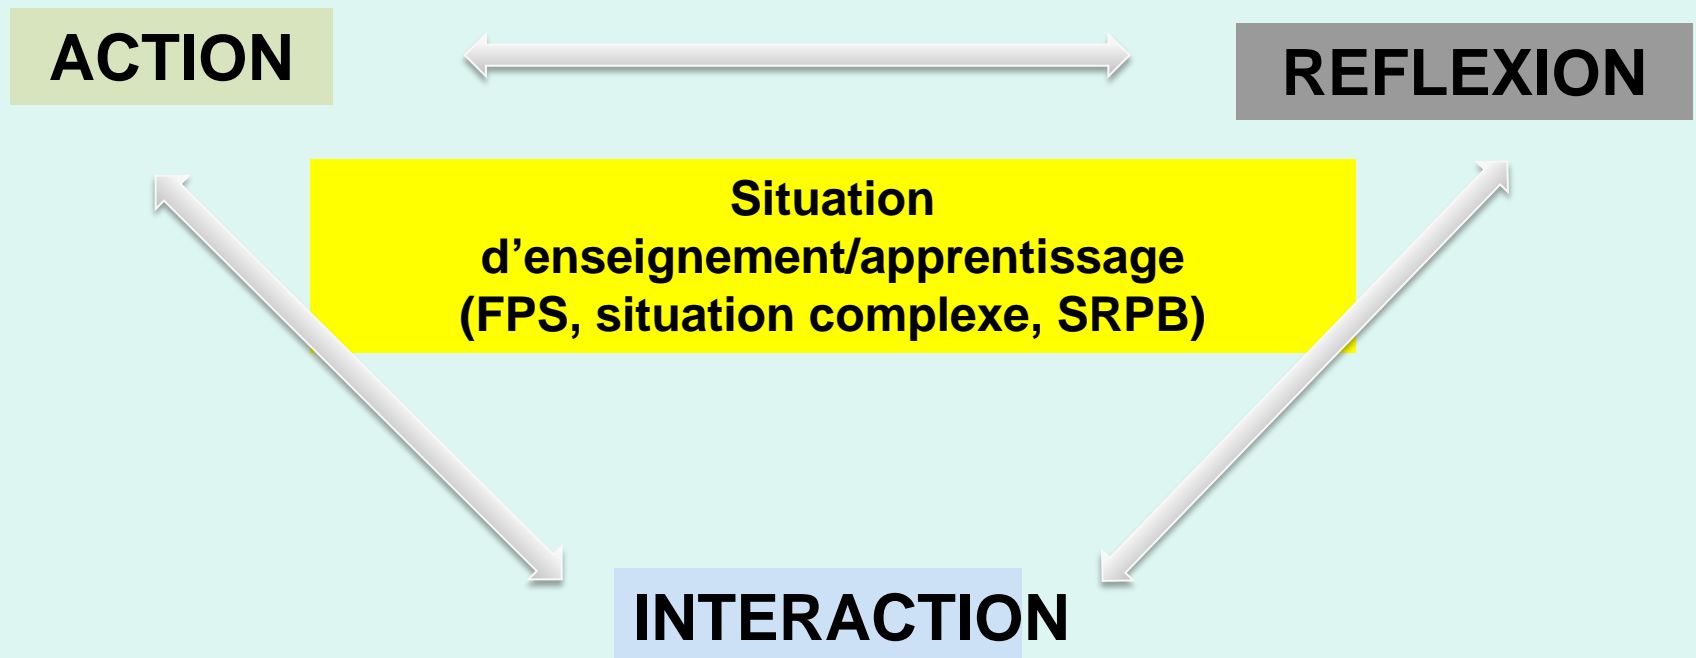 ACTION
REFLEXION
Situation
d’enseignement/apprentissage
(FPS, situation complexe, SRPB)
INTERACTION